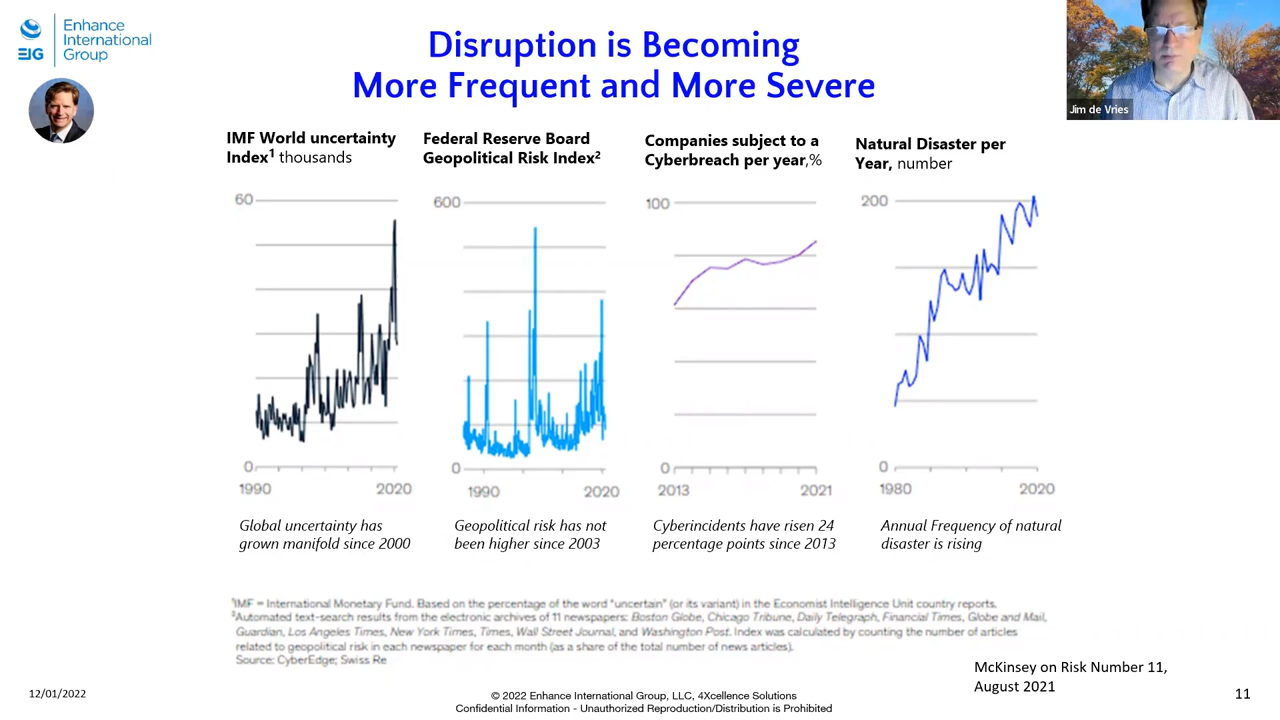 Enhance
International
Group
EIG
Disruption is Becoming
More Frequent and More Severe
Jim de Vries
IMF World uncertainty
Index¹ thousands
60
0
1990
2020
Global uncertainty has
grown manifold since 2000
Federal Reserve Board
Geopolitical Risk Index²
600
0
1990
2020
Geopolitical risk has not
been higher since 2003
Companies subject to a
Cyberbreach per year,%
100
0
2013
2021
Cyberincidents have risen 24
percentage points since 2013
Natural Disaster per
Year, number
200
0
1980
2020
Annual Frequency of natural
disaster is rising
¹IMF = International Monetary Fund. Based on the percentage of the word "uncertain" (or its variant) in the Economist Intelligence Unit country reports.
²Automated text-search results from the electronic archives of 11 newspapers: Boston Globe, Chicago Tribune, Daily Telegraph, Financial Times, Globe and Mail,
Guardian, Los Angeles Times, New York Times, Times, Wall Street Journal, and Washington Post. Index was calculated by counting the number of articles
related to geopolitical risk in each newspaper for each month (as a share of the total number of news articles).
Source: CyberEdge; Swiss Re
McKinsey on Risk Number 11,
August 2021
12/01/2022
© 2022 Enhance International Group, LLC, 4Xcellence Solutions
Confidential Information - Unauthorized Reproduction/Distribution is Prohibited
11